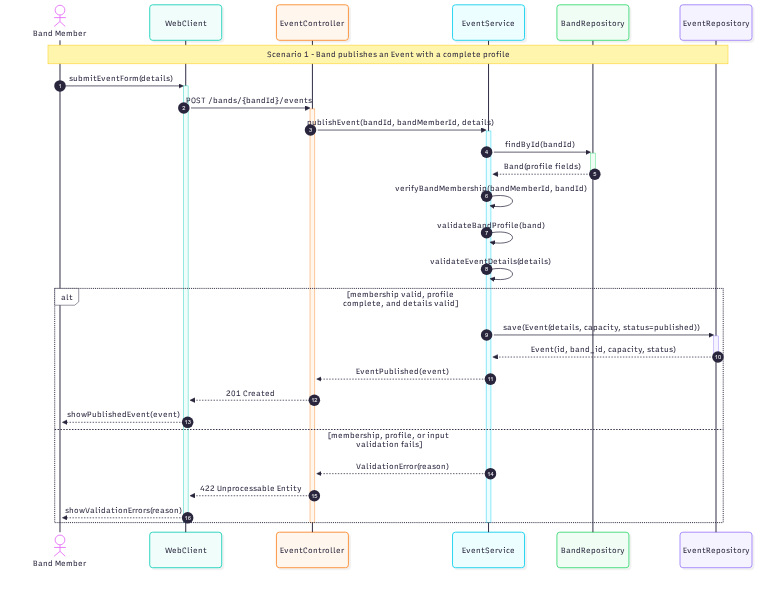 Band Member
WebClient
EventController
EventService
BandRepository
EventRepository
Scenario 1 - Band publishes an Event with a complete profile
submitEventForm(details)
1
POST /bands/{bandId}/events
2
publishEvent(bandId, bandMemberId, details)
3
findById(bandId)
4
Band(profile fields)
5
verifyBandMembership(bandMemberId, bandId)
6
validateBandProfile(band)
7
validateEventDetails(details)
8
alt
[membership valid, profile
complete, and details valid]
save(Event(details, capacity, status=published))
9
Event(id, band_id, capacity, status)
10
EventPublished(event)
11
201 Created
12
showPublishedEvent(event)
13
[membership, profile, or input
validation fails]
ValidationError(reason)
14
422 Unprocessable Entity
15
showValidationErrors(reason)
16
Band Member
WebClient
EventController
EventService
BandRepository
EventRepository